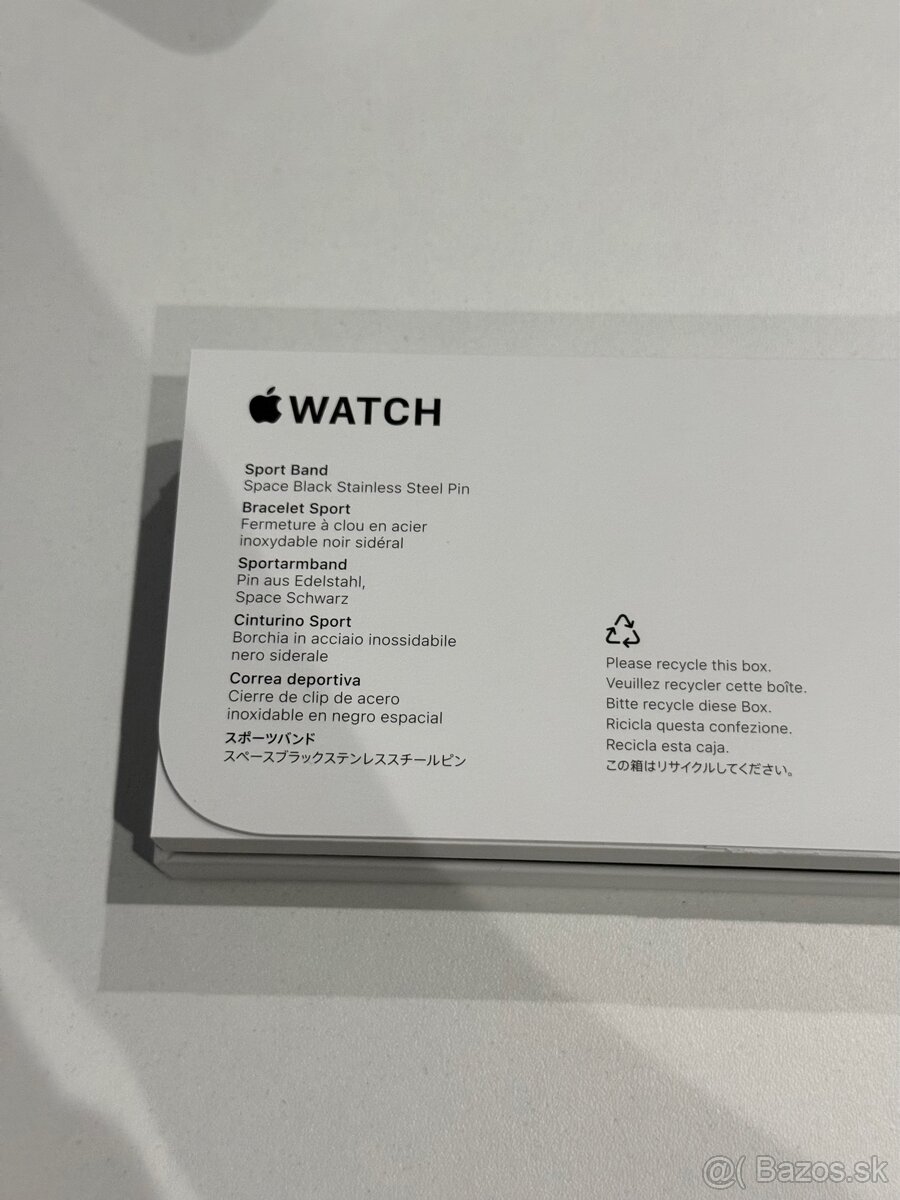 WATCH
Sport Band
Space Black Stainless Steel Pin
Bracelet Sport
Fermeture à clou en acier
inoxydable noir sidéral
Sportarmband
Pin aus Edelstahl,
Space Schwarz
Cinturino Sport
Borchia in acciaio inossidabile
nero siderale
Correa deportiva
Cierre de clip de acero
inoxidable en negro espacial
スポーツバンド
スペースブラックステンレススチールピン
Please recycle this box.
Veuillez recycler cette boîte.
Bitte recycle diese Box.
Ricicla questa confezione.
Recicla esta caja.
この箱はリサイクルしてください。
@( Bazos.sk